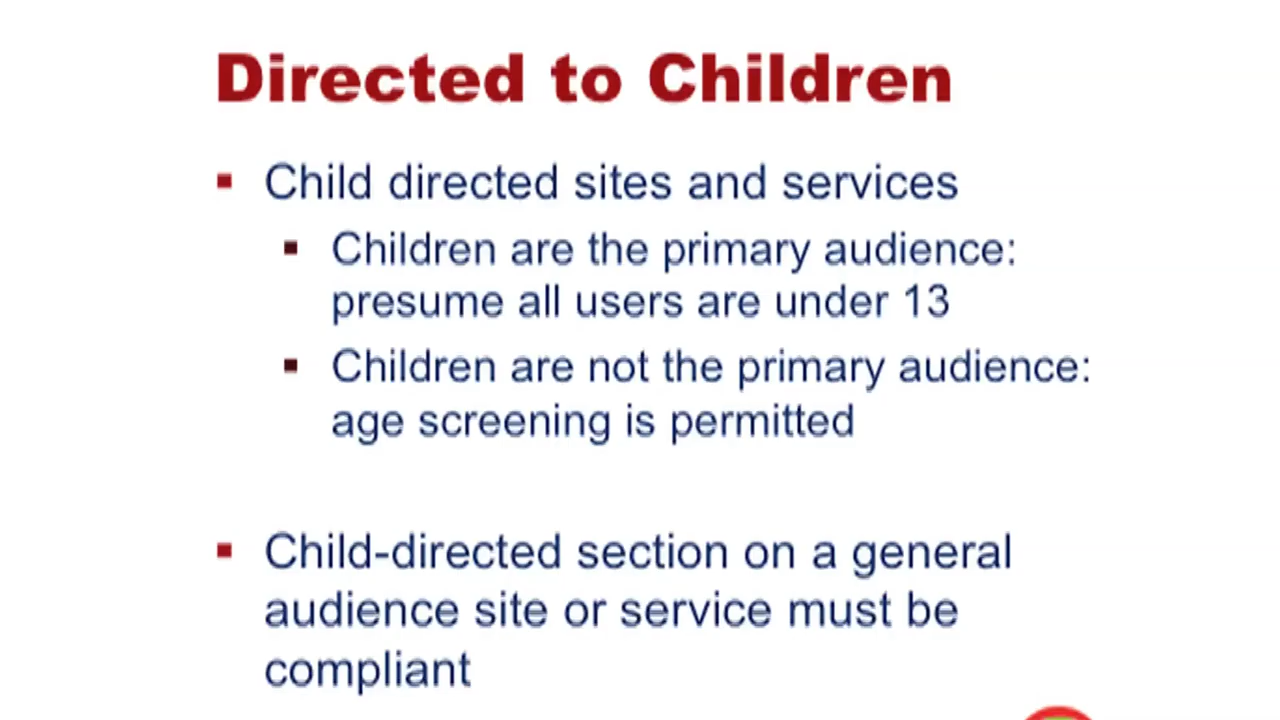 Directed to Children
Child directed sites and services
Children are the primary audience:
presume all users are under 13
Children are not the primary audience:
age screening is permitted
Child-directed section on a general
audience site or service must be
compliant